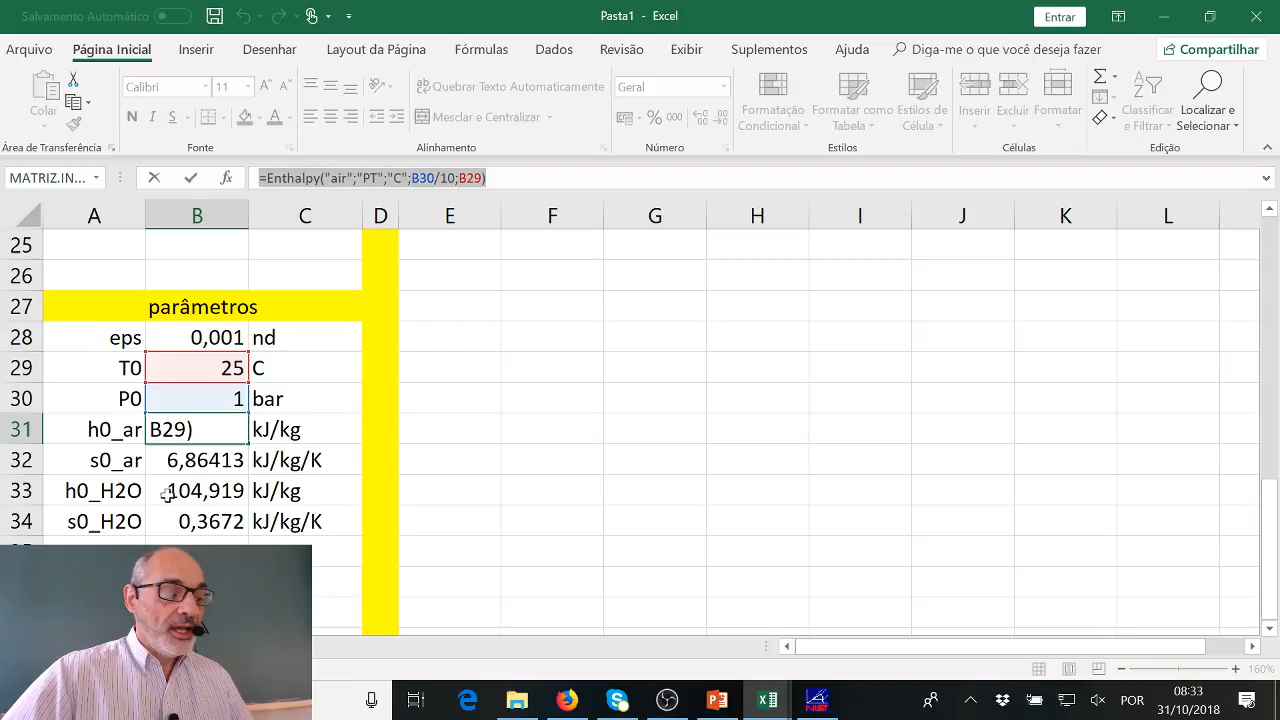 Salvamento Automático
Pasta1 - Excel
Entrar
Arquivo Página Inicial Inserir Desenhar Layout da Página Fórmulas Dados Revisão Exibir Suplementos Ajuda Diga-me o que você deseja fazer Compartilhar
Colar
Área de Transferência
Calibri 11
N I S
Fonte
Quebrar Texto Automaticamente
Mesclar e Centralizar
Alinhamento
Geral
% 000
Número
Formatação Condicional
Formatar como Tabela
Estilos de Célula
Estilos
Inserir Excluir Formatar
Células
Classificar e Filtrar
Localizar e Selecionar
Edição
MATRIZ.IN... fx =Enthalpy("air";"PT";"C";B30/10;B29)
A B C D E F G H I J K L
25
26
27 parâmetros
28 eps 0,001 nd
29 T0 25 C
30 P0 1 bar
31 h0_ar B29) kJ/kg
32 s0_ar 6,86413 kJ/kg/K
33 h0_H2O 104,919 kJ/kg
34 s0_H2O 0,3672 kJ/kg/K
160%
POR
08:33
31/10/2018